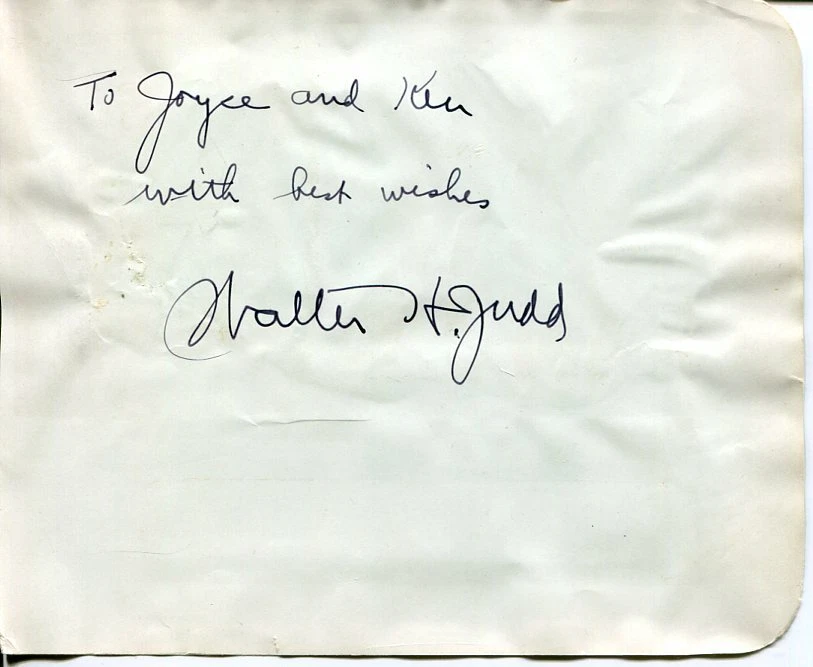 To Joyce and Ken
with best wishes
Walter H. Judd